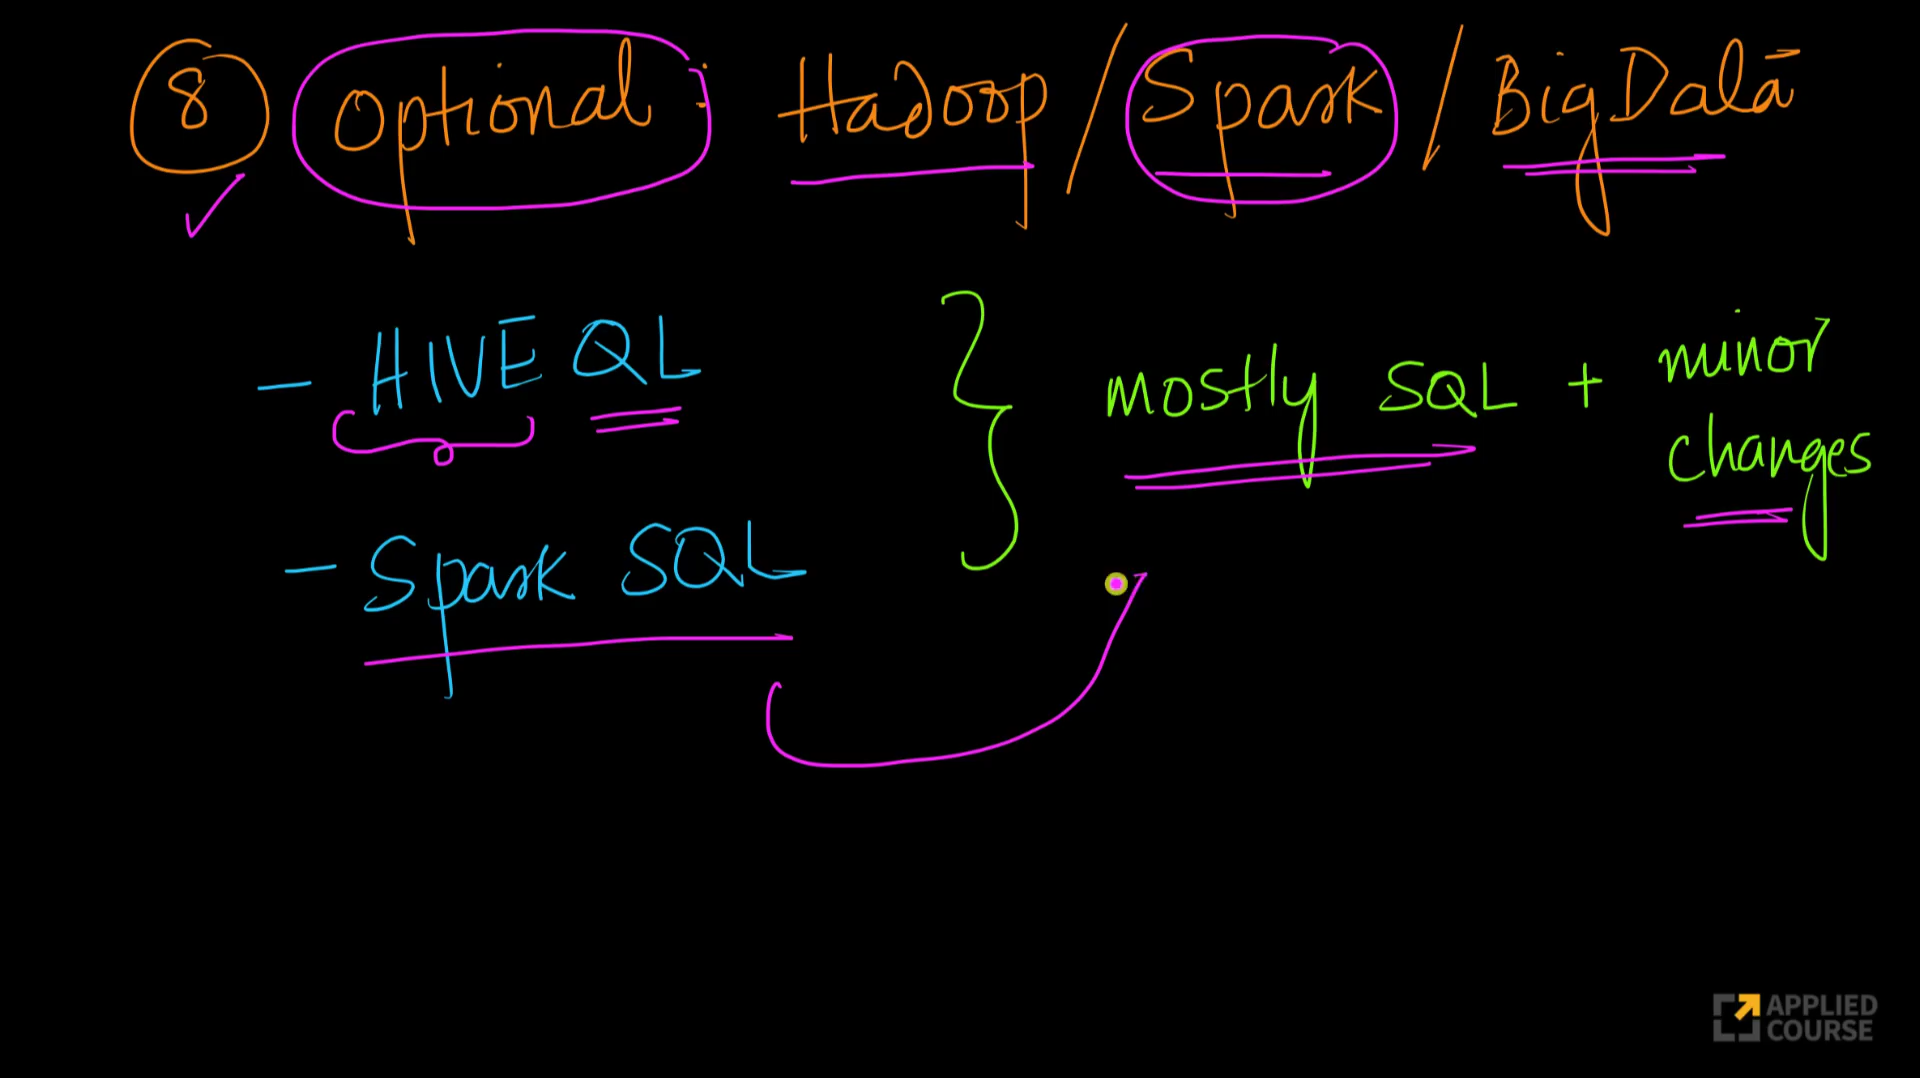 8 Optional: Hadoop / Spark / BigData
- HIVE QL
- Spark SQL
} mostly SQL + minor changes
APPLIED
COURSE